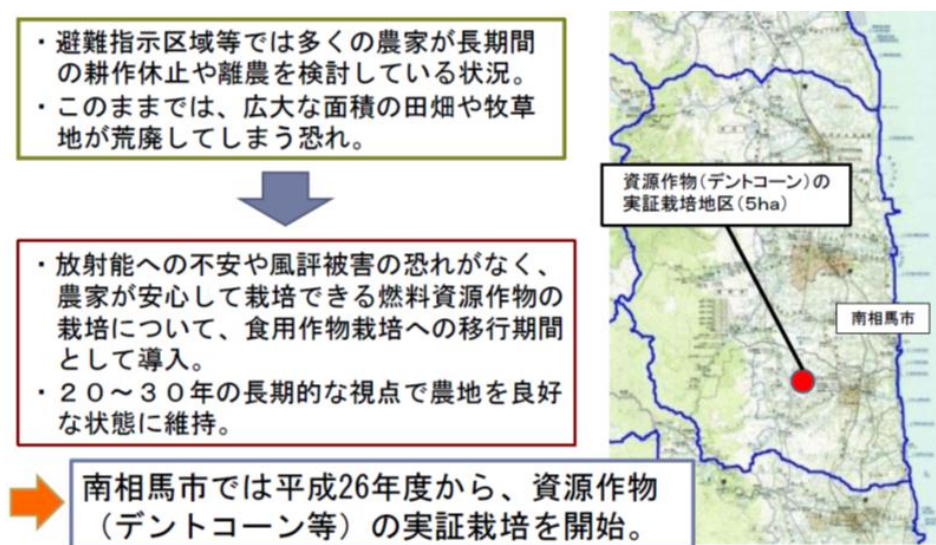 ・避難指示区域等では多くの農家が長期間
の耕作休止や離農を検討している状況。
・このままでは、広大な面積の田畑や牧草
地が荒廃してしまう恐れ。
・放射能への不安や風評被害の恐れがなく、
農家が安心して栽培できる燃料資源作物の
栽培について、食用作物栽培への移行期間
として導入。
・２０～３０年の長期的な視点で農地を良好
な状態に維持。
南相馬市では平成26年度から、資源作物
（デントコーン等）の実証栽培を開始。
資源作物（デントコーン）の
実証栽培地区（５ha）
南相馬市